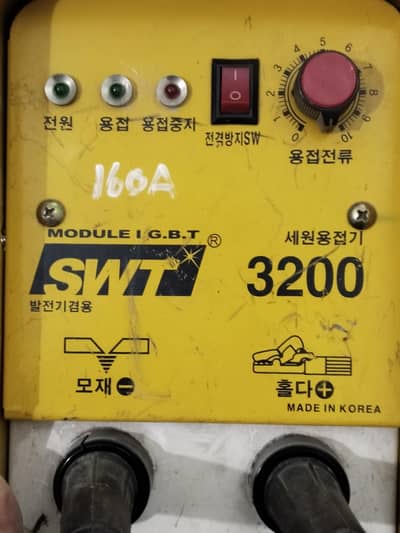 전원 용접 용접중지
전격방지SW
0 1 2 3 4 5 6 7 8 9 10
용접전류
160A
MODULE I.G.B.T
SWT®
발전기겸용
세원용접기
3200
모재 ⊖
홀다 ⊕
MADE IN KOREA